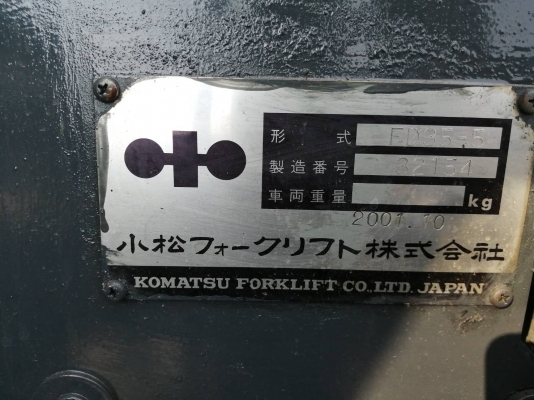 形式
製造番号 32154
車両重量 kg
2001.10
小松フォークリフト株式会社
KOMATSU FORKLIFT CO.,LTD. JAPAN